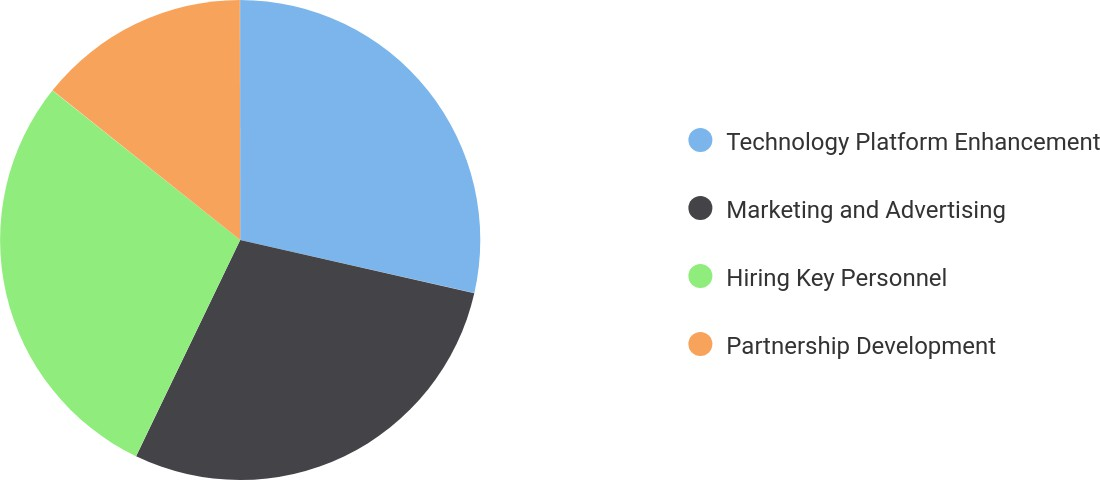 Technology Platform Enhancement
Marketing and Advertising
Hiring Key Personnel
Partnership Development